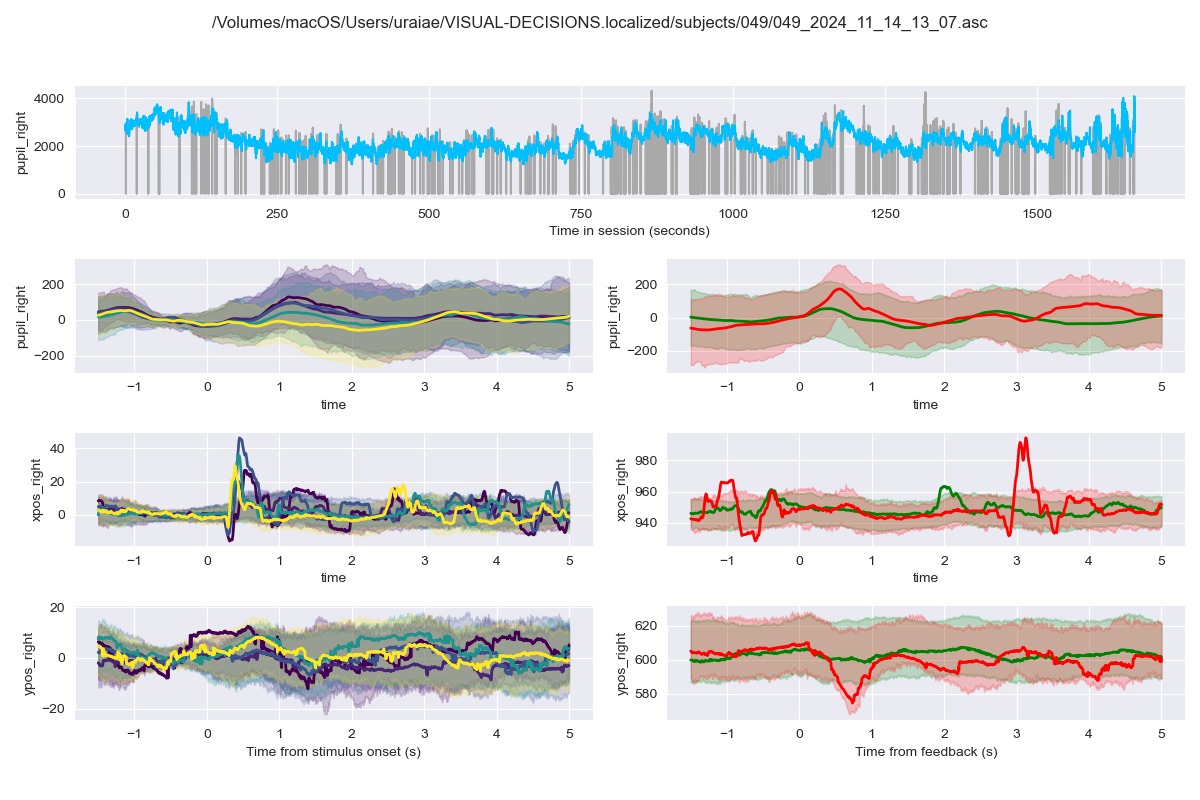 /Volumes/macOS/Users/uraiae/VISUAL-DECISIONS.localized/subjects/049/049_2024_11_14_13_07.asc
pupil_right
4000
2000
0
0 250 500 750 1000 1250 1500
Time in session (seconds)
pupil_right
200
0
−200
−1 0 1 2 3 4 5
time
pupil_right
200
0
−200
−1 0 1 2 3 4 5
time
xpos_right
40
20
0
−1 0 1 2 3 4 5
time
xpos_right
980
960
940
−1 0 1 2 3 4 5
time
ypos_right
20
0
−20
−1 0 1 2 3 4 5
Time from stimulus onset (s)
ypos_right
620
600
580
−1 0 1 2 3 4 5
Time from feedback (s)